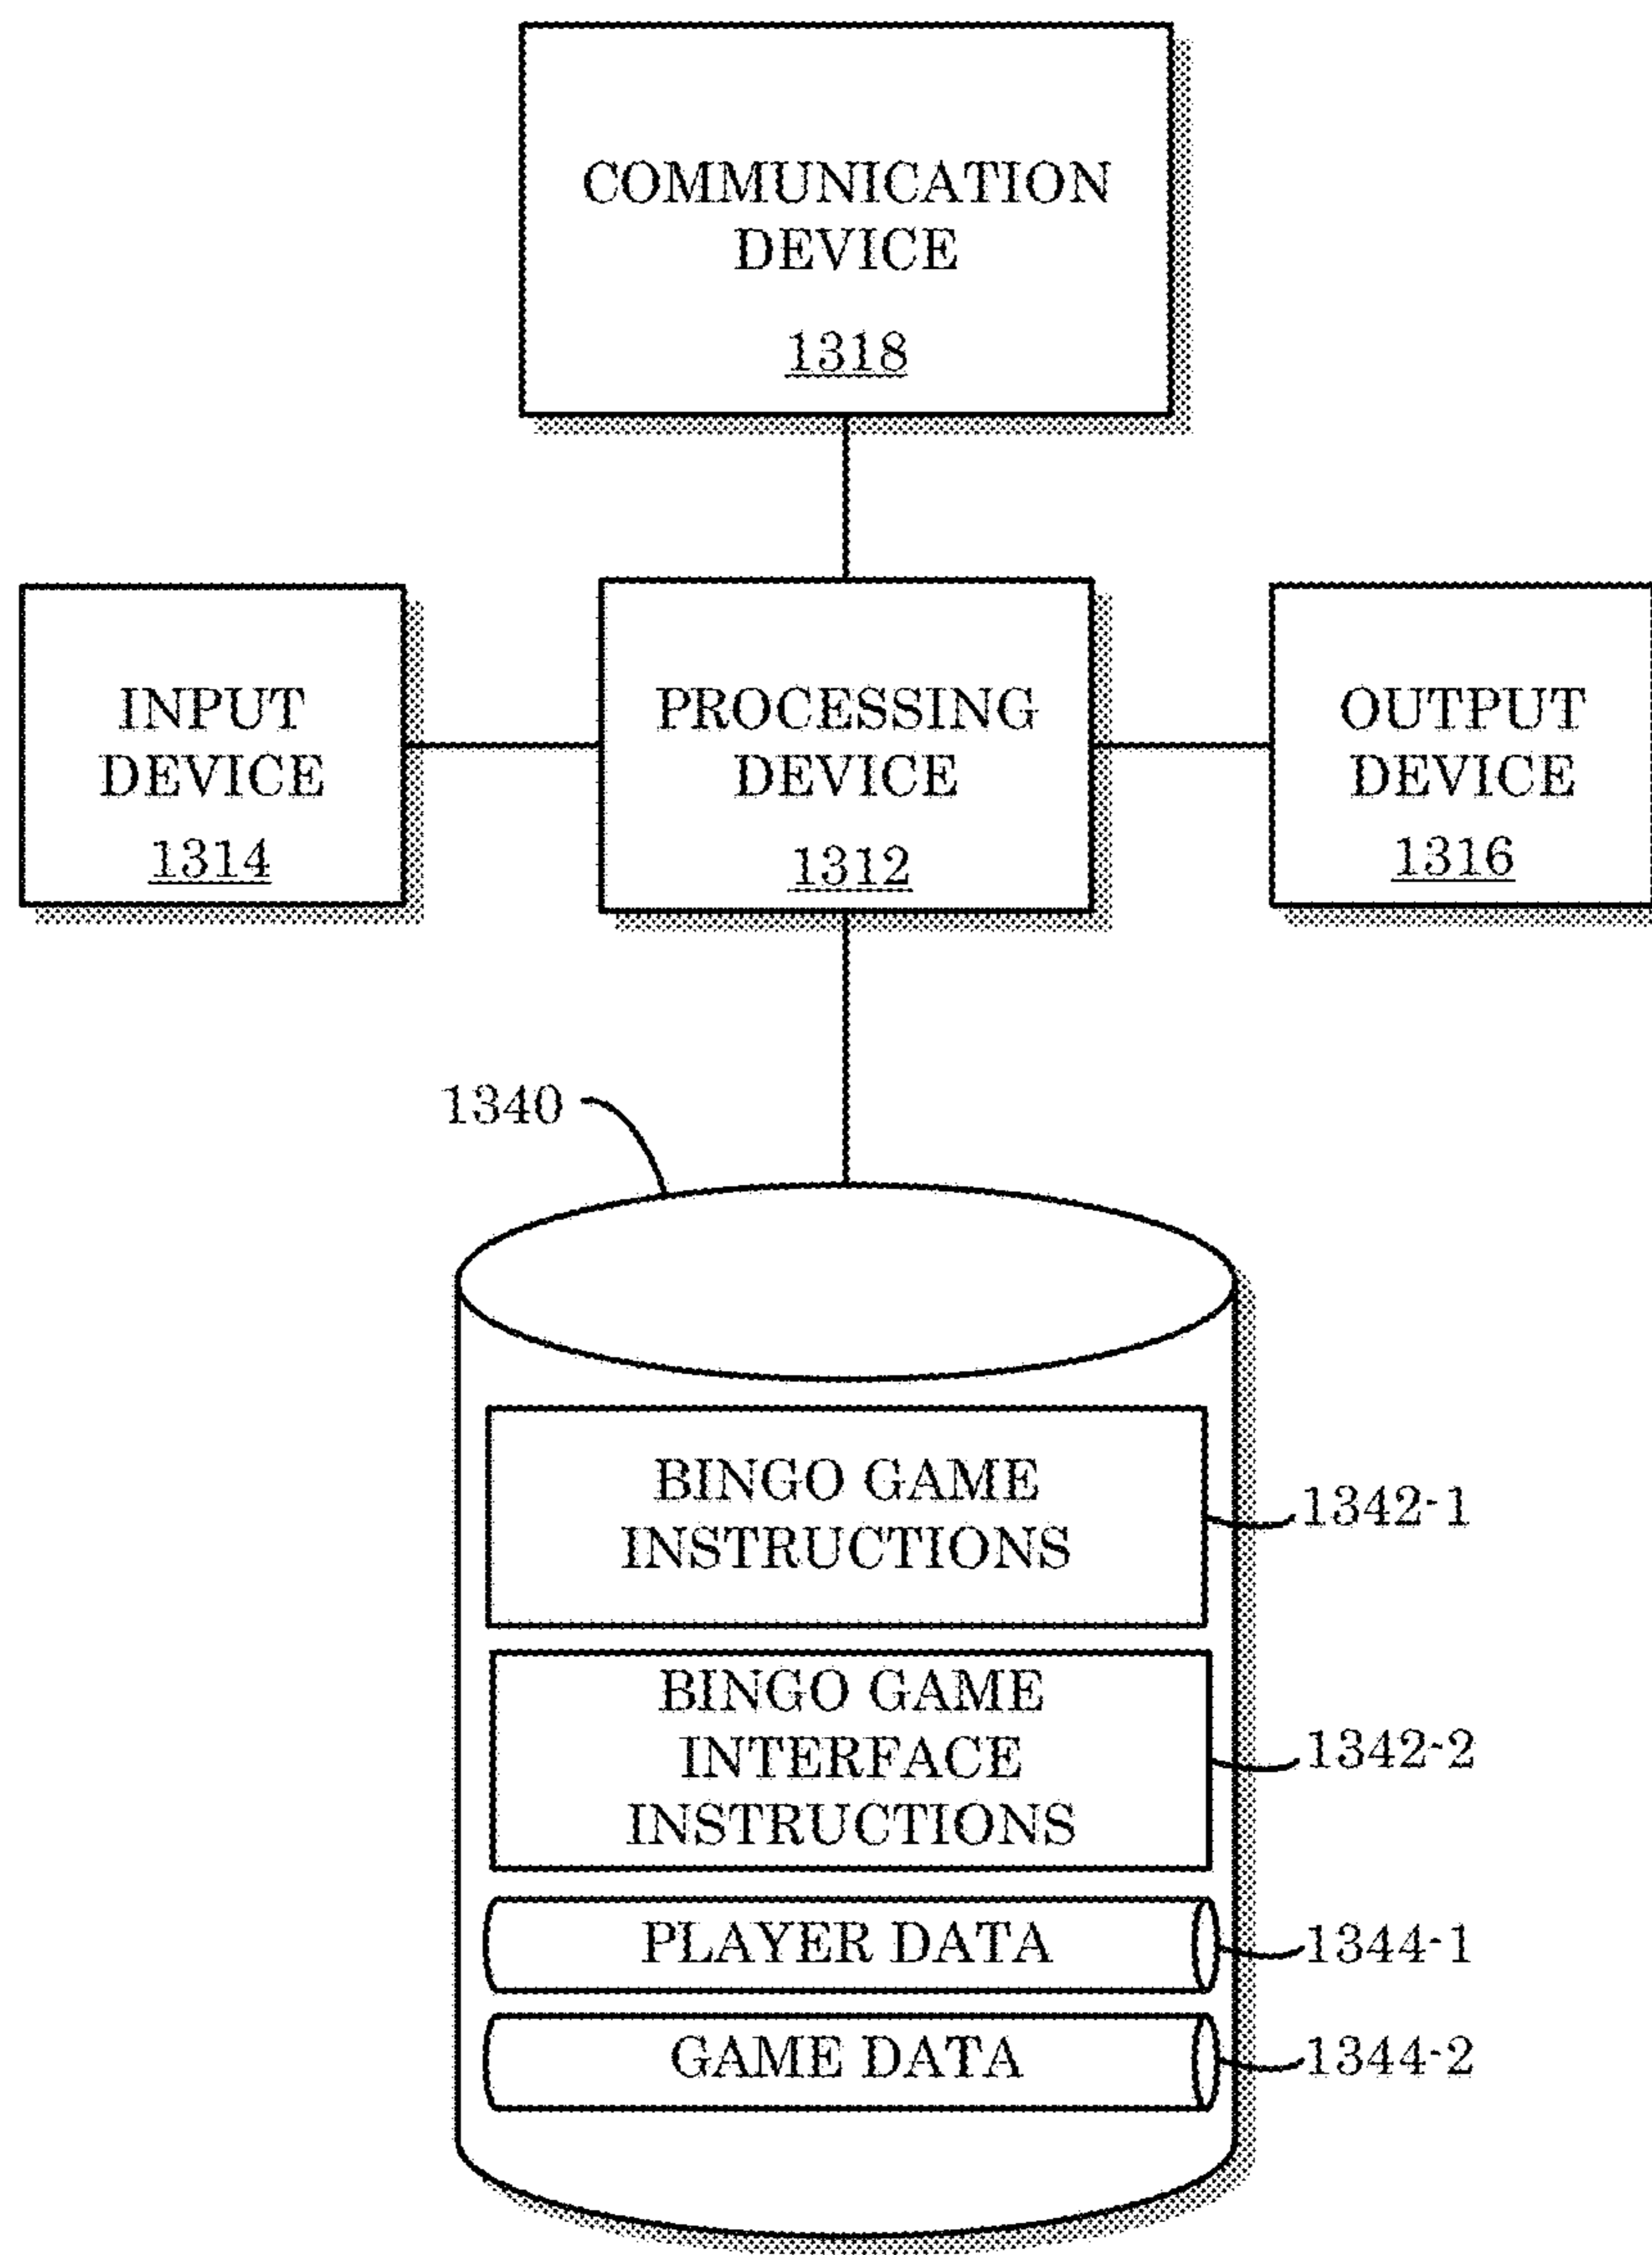 COMMUNICATION
DEVICE
1318
INPUT
DEVICE
1314
PROCESSING
DEVICE
1312
OUTPUT
DEVICE
1316
1340
BINGO GAME
INSTRUCTIONS
1342-1
BINGO GAME
INTERFACE
INSTRUCTIONS
1342-2
PLAYER DATA
1344-1
GAME DATA
1344-2